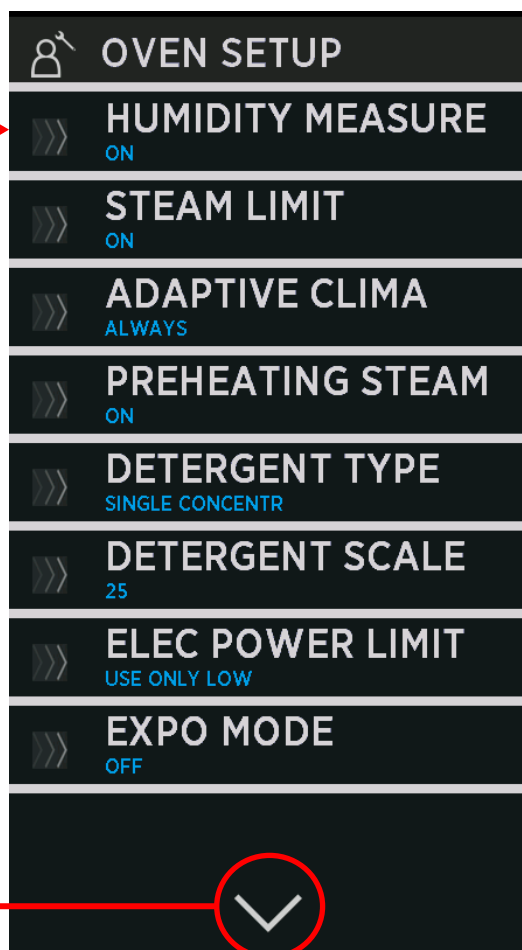 OVEN SETUP
HUMIDITY MEASURE
ON
STEAM LIMIT
ON
ADAPTIVE CLIMA
ALWAYS
PREHEATING STEAM
ON
DETERGENT TYPE
SINGLE CONCENTR
DETERGENT SCALE
25
ELEC POWER LIMIT
USE ONLY LOW
EXPO MODE
OFF